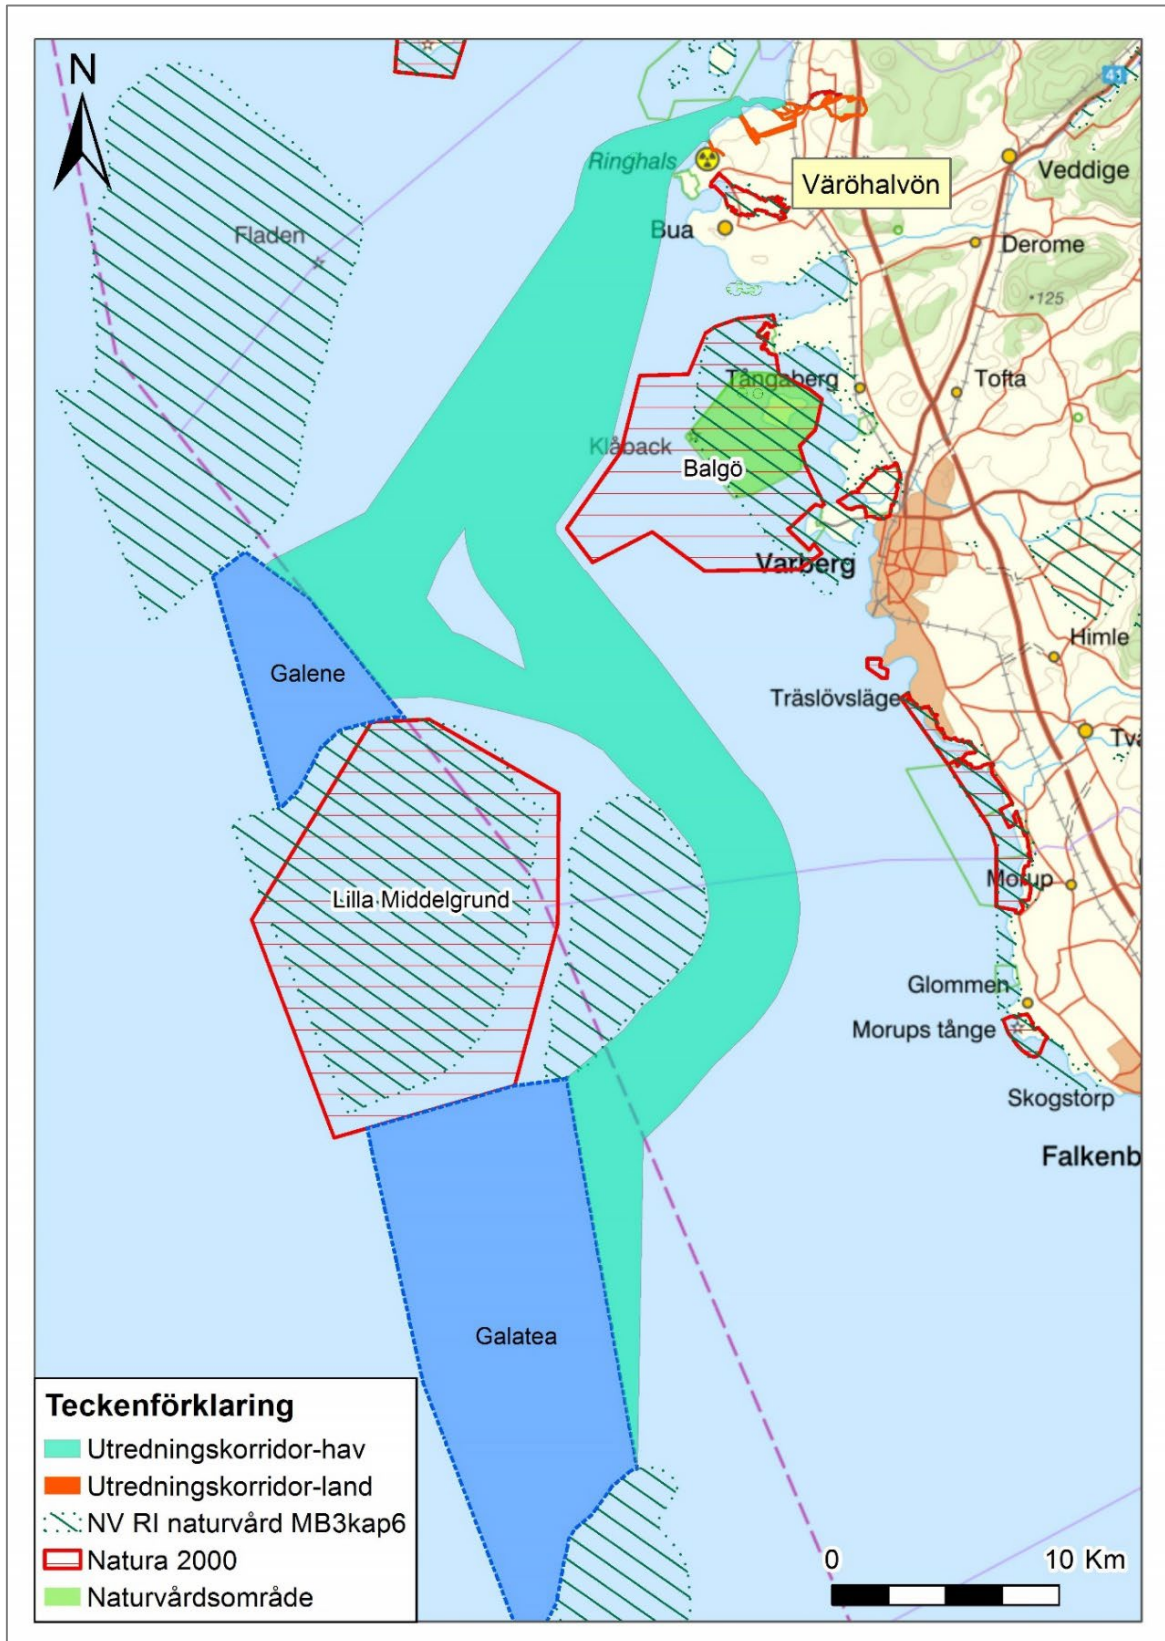 N
41
Ringhals
Väröhalvön
Veddige
Bua
Fladen
Derome
•125
Tångaberg
Tofta
Klåback
Balgö
Varberg
Himle
Galene
Träslövsläge
Två
Lilla Middelgrund
Morup
Glommen
Morups tånge
Skogstorp
Falkenb
Galatea
Teckenförklaring
Utredningskorridor-hav
Utredningskorridor-land
NV RI naturvård MB3kap6
Natura 2000
Naturvårdsområde
0 10 Km